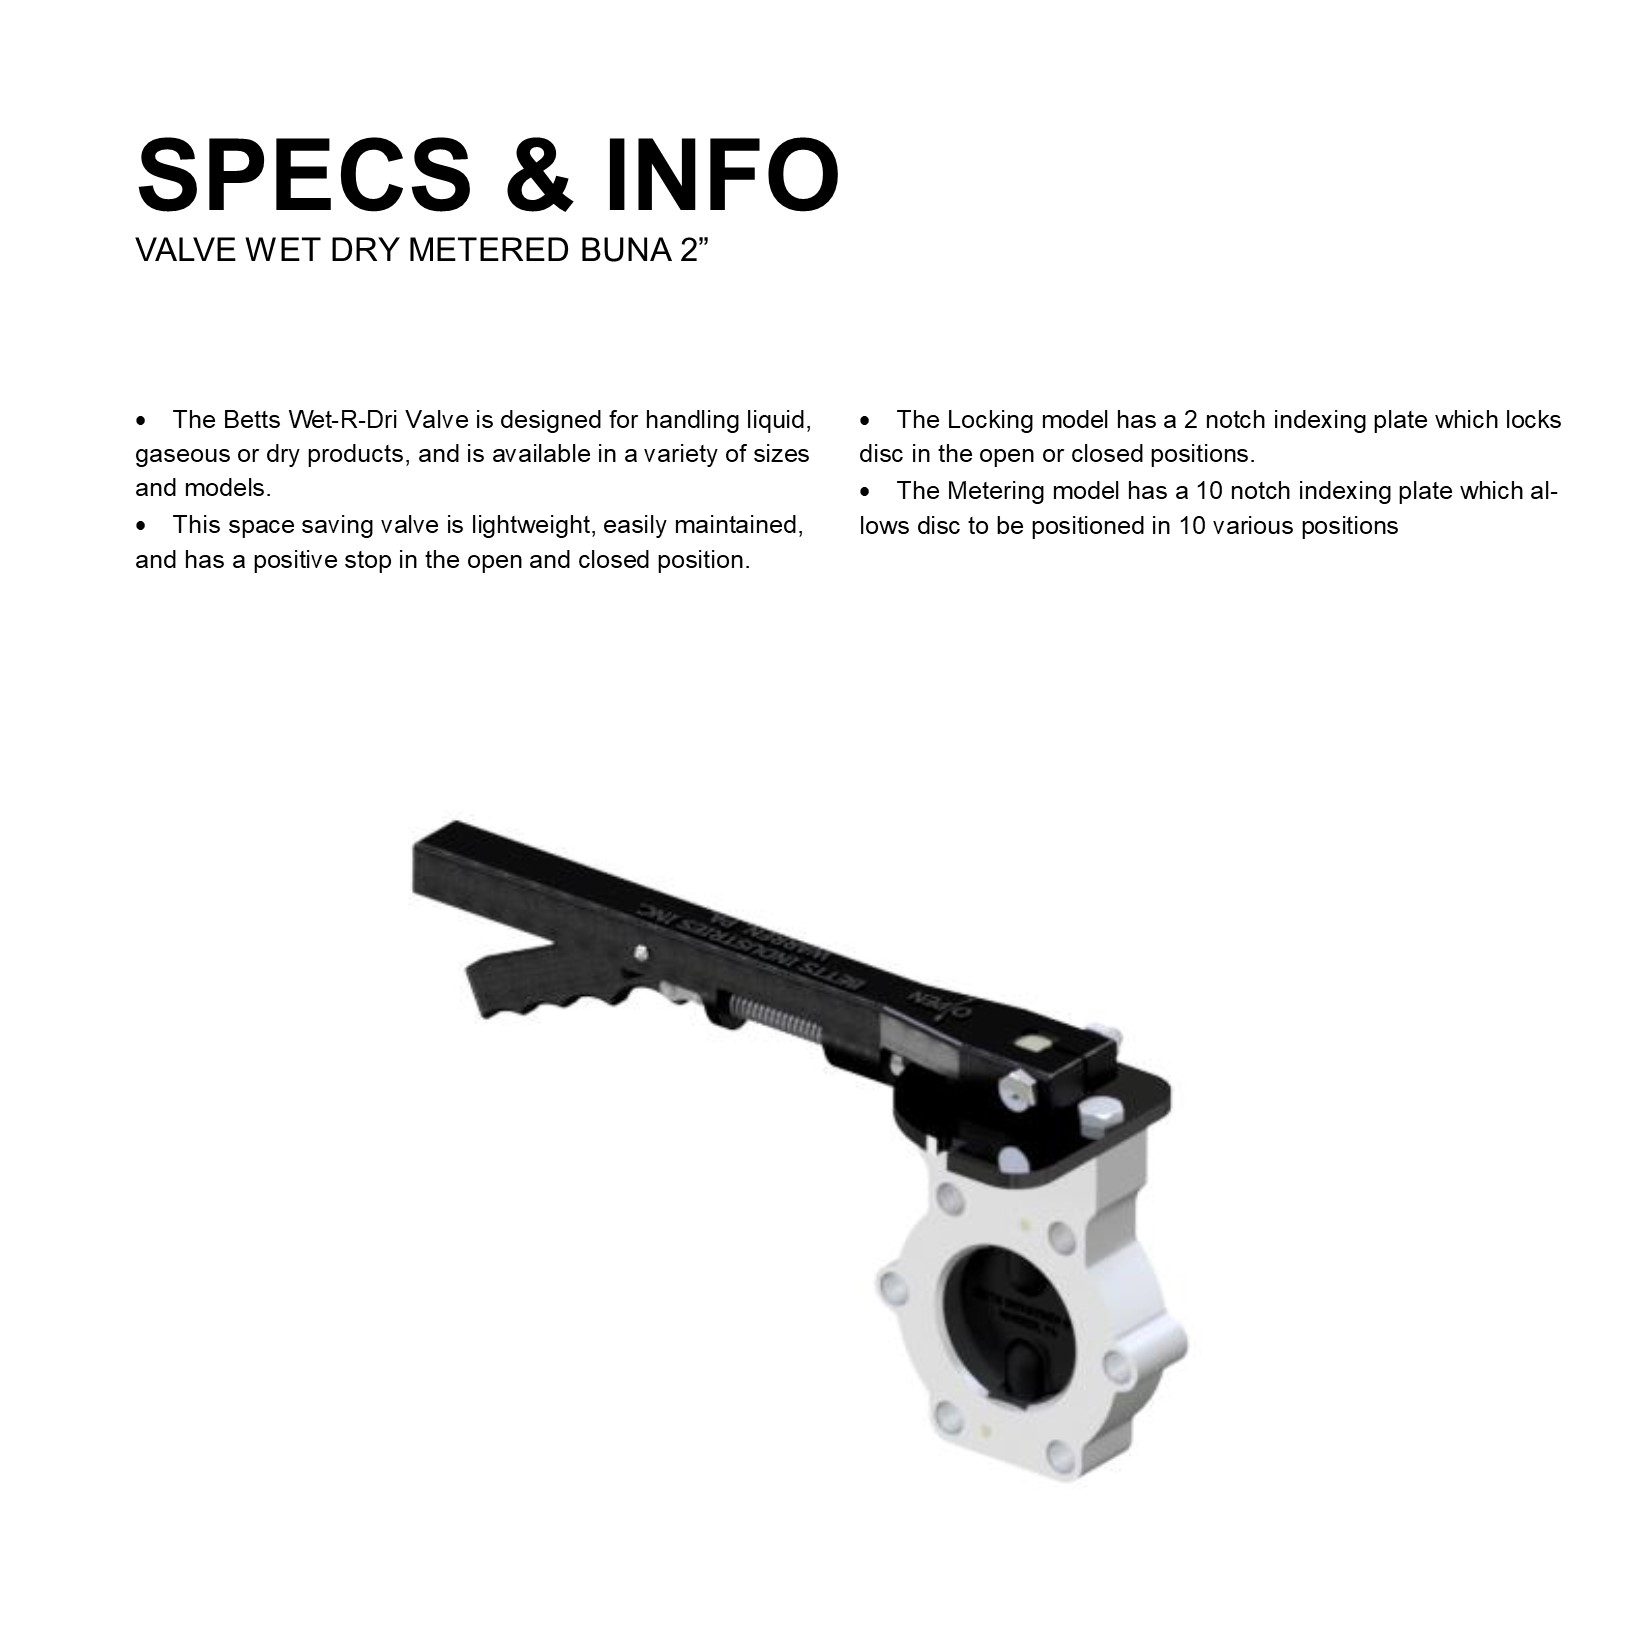 SPECS & INFO
VALVE WET DRY METERED BUNA 2”
• The Betts Wet-R-Dri Valve is designed for handling liquid,
gaseous or dry products, and is available in a variety of sizes
and models.
• This space saving valve is lightweight, easily maintained,
and has a positive stop in the open and closed position.
• The Locking model has a 2 notch indexing plate which locks
disc in the open or closed positions.
• The Metering model has a 10 notch indexing plate which al-
lows disc to be positioned in 10 various positions
BETTS INDUSTRIES INC
WARREN, PA
OPEN